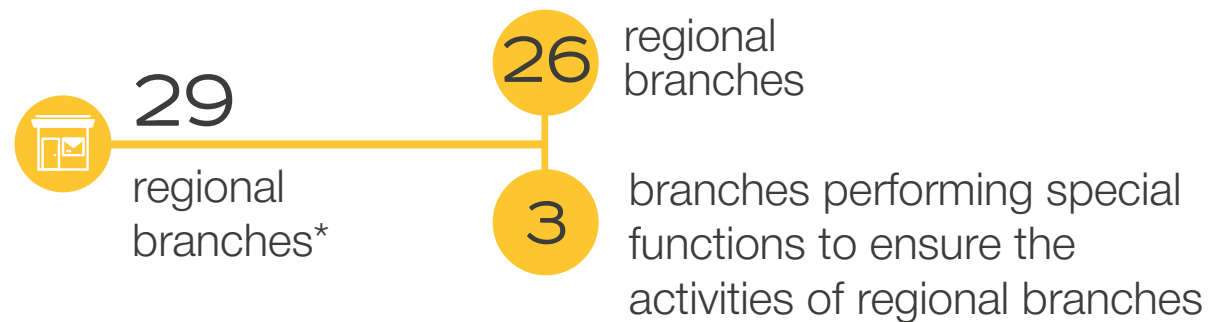 29
regional
branches*
26
regional
branches
3
branches performing special
functions to ensure the
activities of regional branches